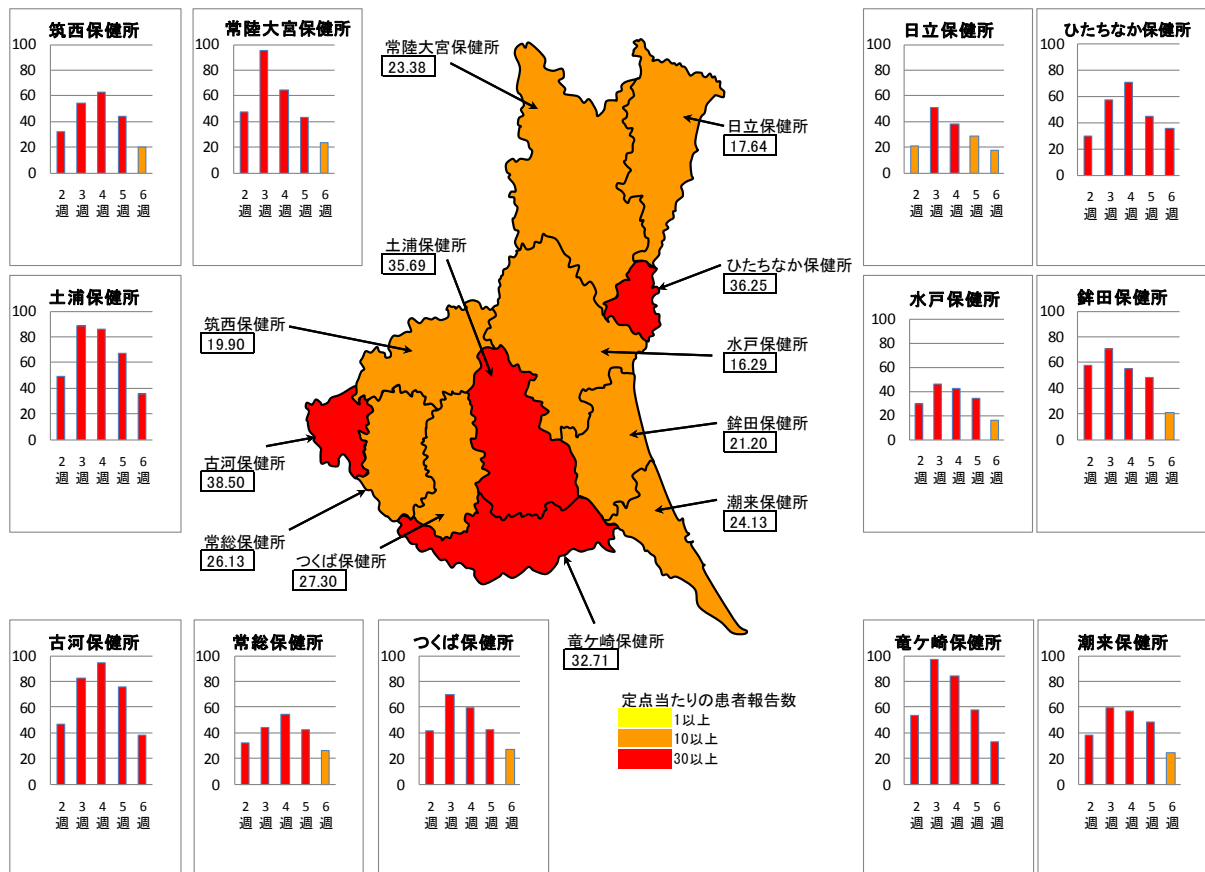 筑西保健所
100
80
60
40
20
0
2週
3週
4週
5週
6週
常陸大宮保健所
100
80
60
40
20
0
2週
3週
4週
5週
6週
常陸大宮保健所
23.38
日立保健所
17.64
土浦保健所
35.69
ひたちなか保健所
36.25
筑西保健所
19.90
水戸保健所
16.29
鉾田保健所
21.20
古河保健所
38.50
潮来保健所
24.13
常総保健所
26.13
つくば保健所
27.30
竜ケ崎保健所
32.71
定点当たりの患者報告数
1以上
10以上
30以上
日立保健所
100
80
60
40
20
0
2週
3週
4週
5週
6週
ひたちなか保健所
100
80
60
40
20
0
2週
3週
4週
5週
6週
土浦保健所
100
80
60
40
20
0
2週
3週
4週
5週
6週
水戸保健所
100
80
60
40
20
0
2週
3週
4週
5週
6週
鉾田保健所
100
80
60
40
20
0
2週
3週
4週
5週
6週
古河保健所
100
80
60
40
20
0
2週
3週
4週
5週
6週
常総保健所
100
80
60
40
20
0
2週
3週
4週
5週
6週
つくば保健所
100
80
60
40
20
0
2週
3週
4週
5週
6週
竜ケ崎保健所
100
80
60
40
20
0
2週
3週
4週
5週
6週
潮来保健所
100
80
60
40
20
0
2週
3週
4週
5週
6週